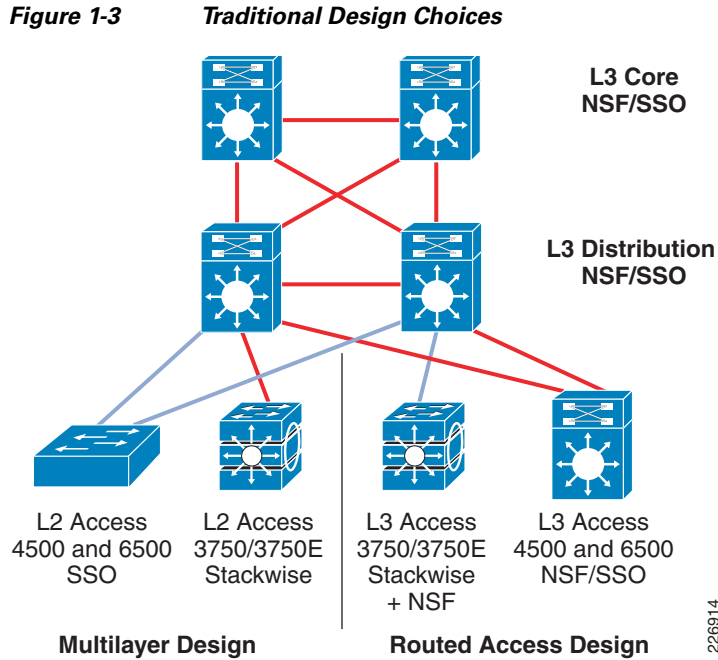 Figure 1-3 Traditional Design Choices
L3 Core
NSF/SSO
L3 Distribution
NSF/SSO
L2 Access
4500 and 6500
SSO
L2 Access
3750/3750E
Stackwise
L3 Access
3750/3750E
Stackwise
+ NSF
L3 Access
4500 and 6500
NSF/SSO
Multilayer Design
Routed Access Design
226914